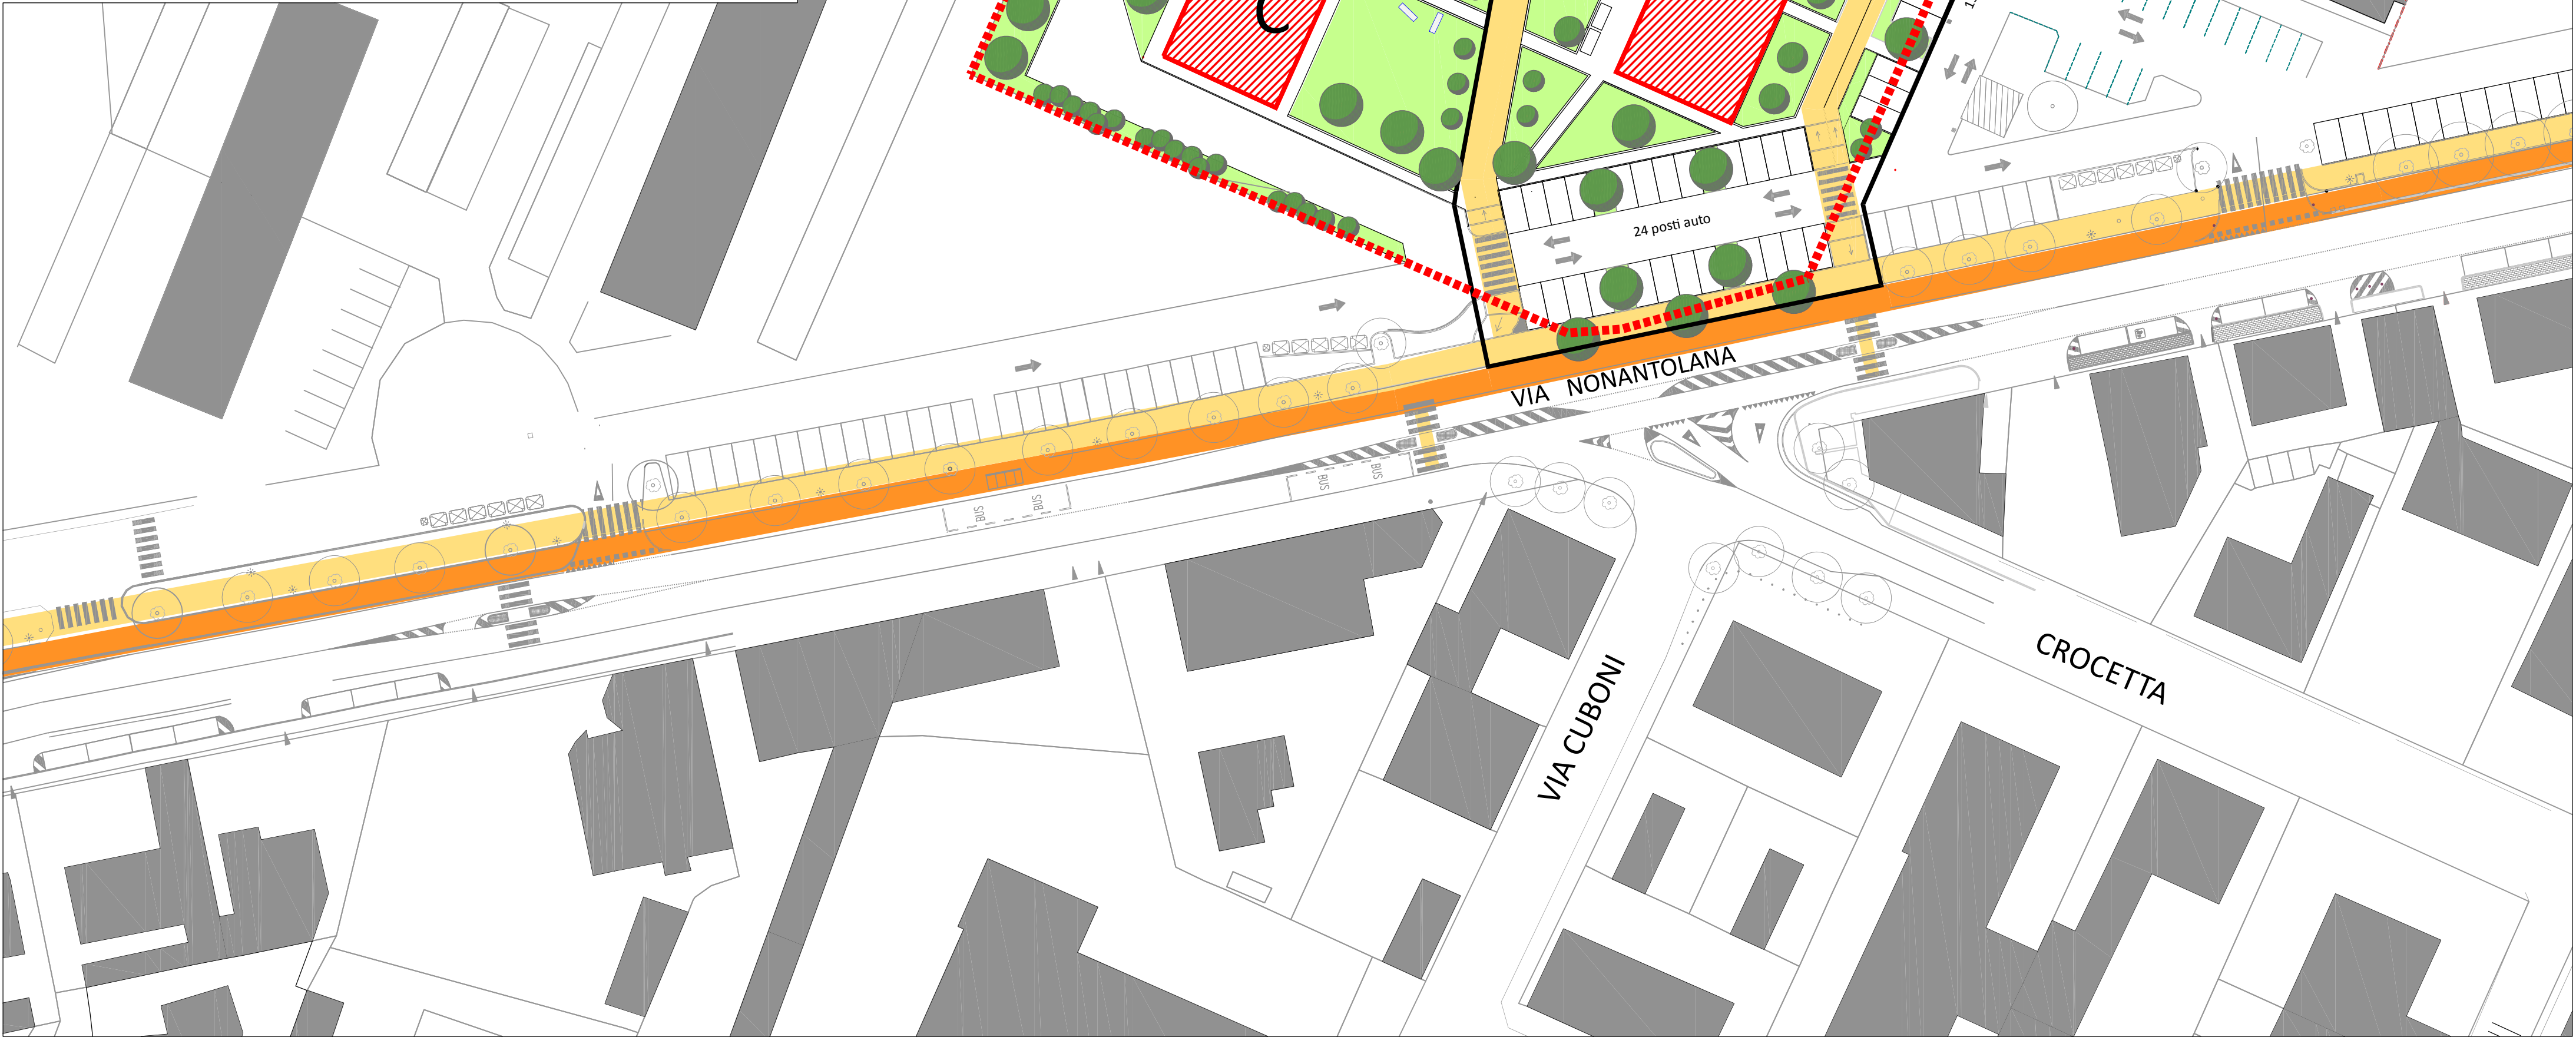 C
24 posti auto
VIA NONANTOLANA
BUS
BUS
BUS
BUS
VIA CUBONI
CROCETTA